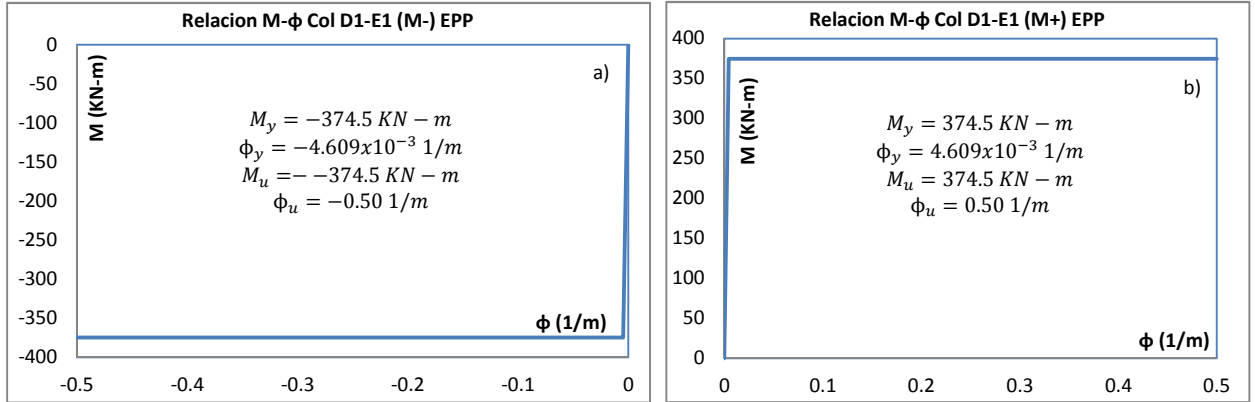 Relacion M-ϕ Col D1-E1 (M-) EPP
0
-50
-100
-150
-200
-250
-300
-350
-400
M (KN-m)
a)
M_y = −374.5 KN − m
ϕ_y = −4.609x10⁻³ 1/m
M_u =− −374.5 KN − m
ϕ_u = −0.50 1/m
ϕ (1/m)
-0.5 -0.4 -0.3 -0.2 -0.1 0
Relacion M-ϕ Col D1-E1 (M+) EPP
400
350
300
250
200
150
100
50
0
M (KN-m)
b)
M_y = 374.5 KN − m
ϕ_y = 4.609x10⁻³ 1/m
M_u = 374.5 KN − m
ϕ_u = 0.50 1/m
ϕ (1/m)
0 0.1 0.2 0.3 0.4 0.5